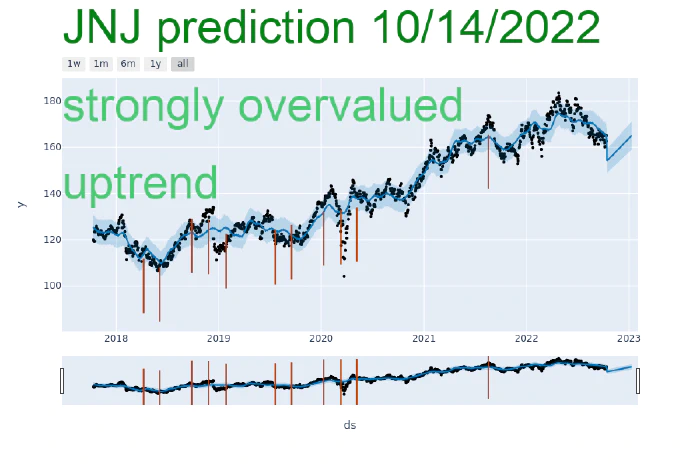 JNJ prediction 10/14/2022
1w 1m 6m 1y all
strongly overvalued
uptrend
180
160
140
120
100
y
2018 2019 2020 2021 2022 2023
ds